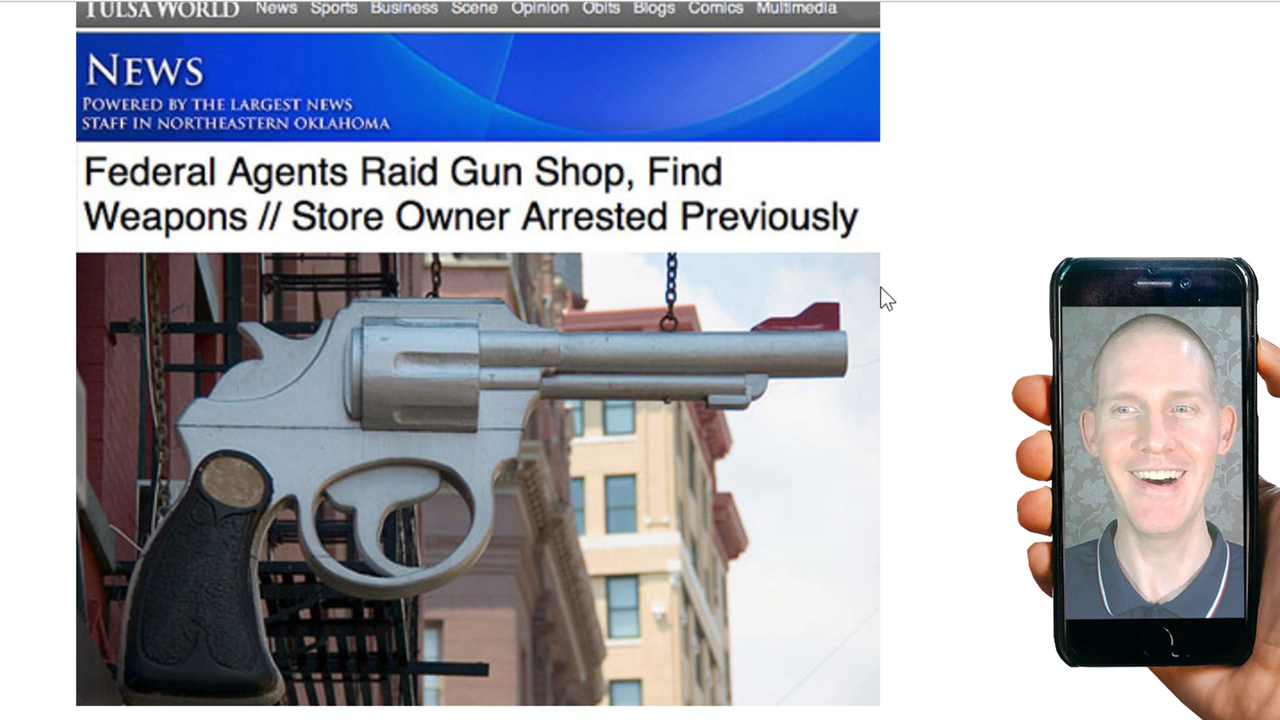 TULSA WORLD News Sports Business Scene Opinion Obits Blogs Comics Multimedia
NEWS
POWERED BY THE LARGEST NEWS
STAFF IN NORTHEASTERN OKLAHOMA
Federal Agents Raid Gun Shop, Find
Weapons // Store Owner Arrested Previously